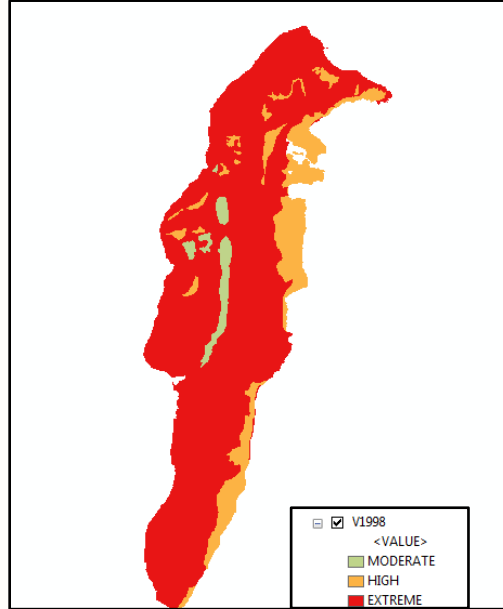 V1998
<VALUE>
MODERATE
HIGH
EXTREME